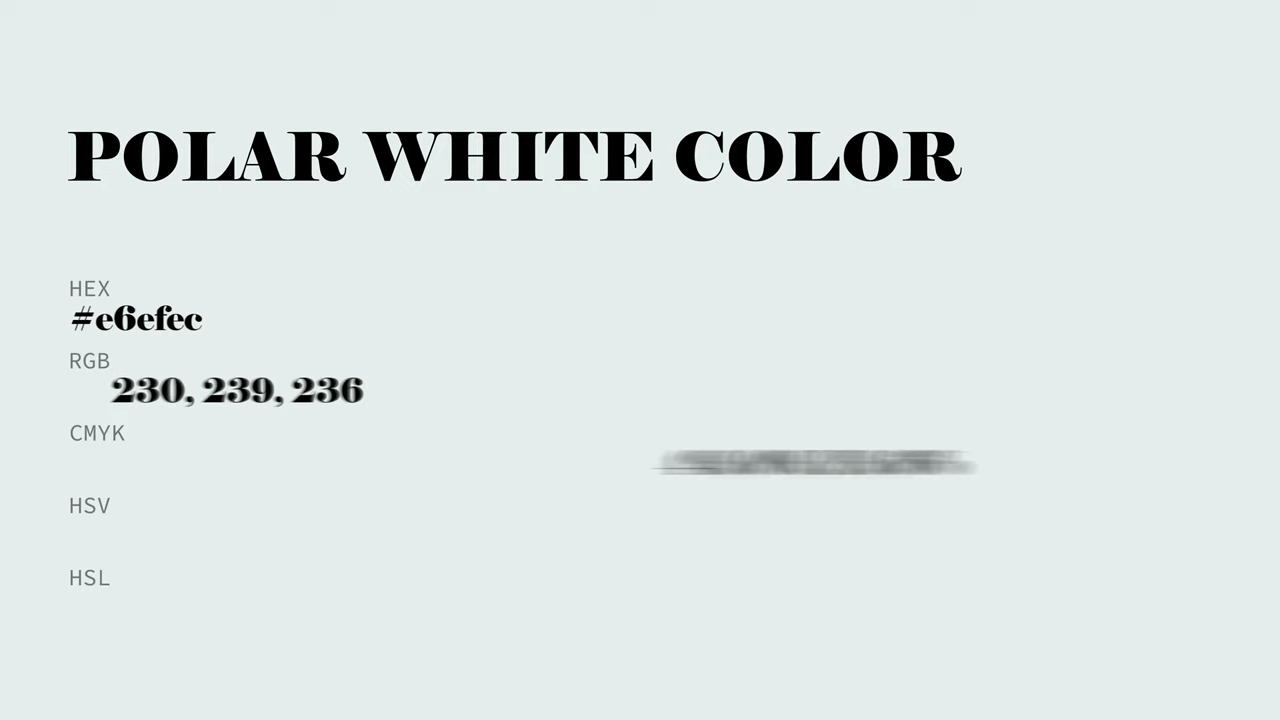 POLAR WHITE COLOR
HEX
#e6efec
RGB
230, 239, 236
CMYK
HSV
HSL